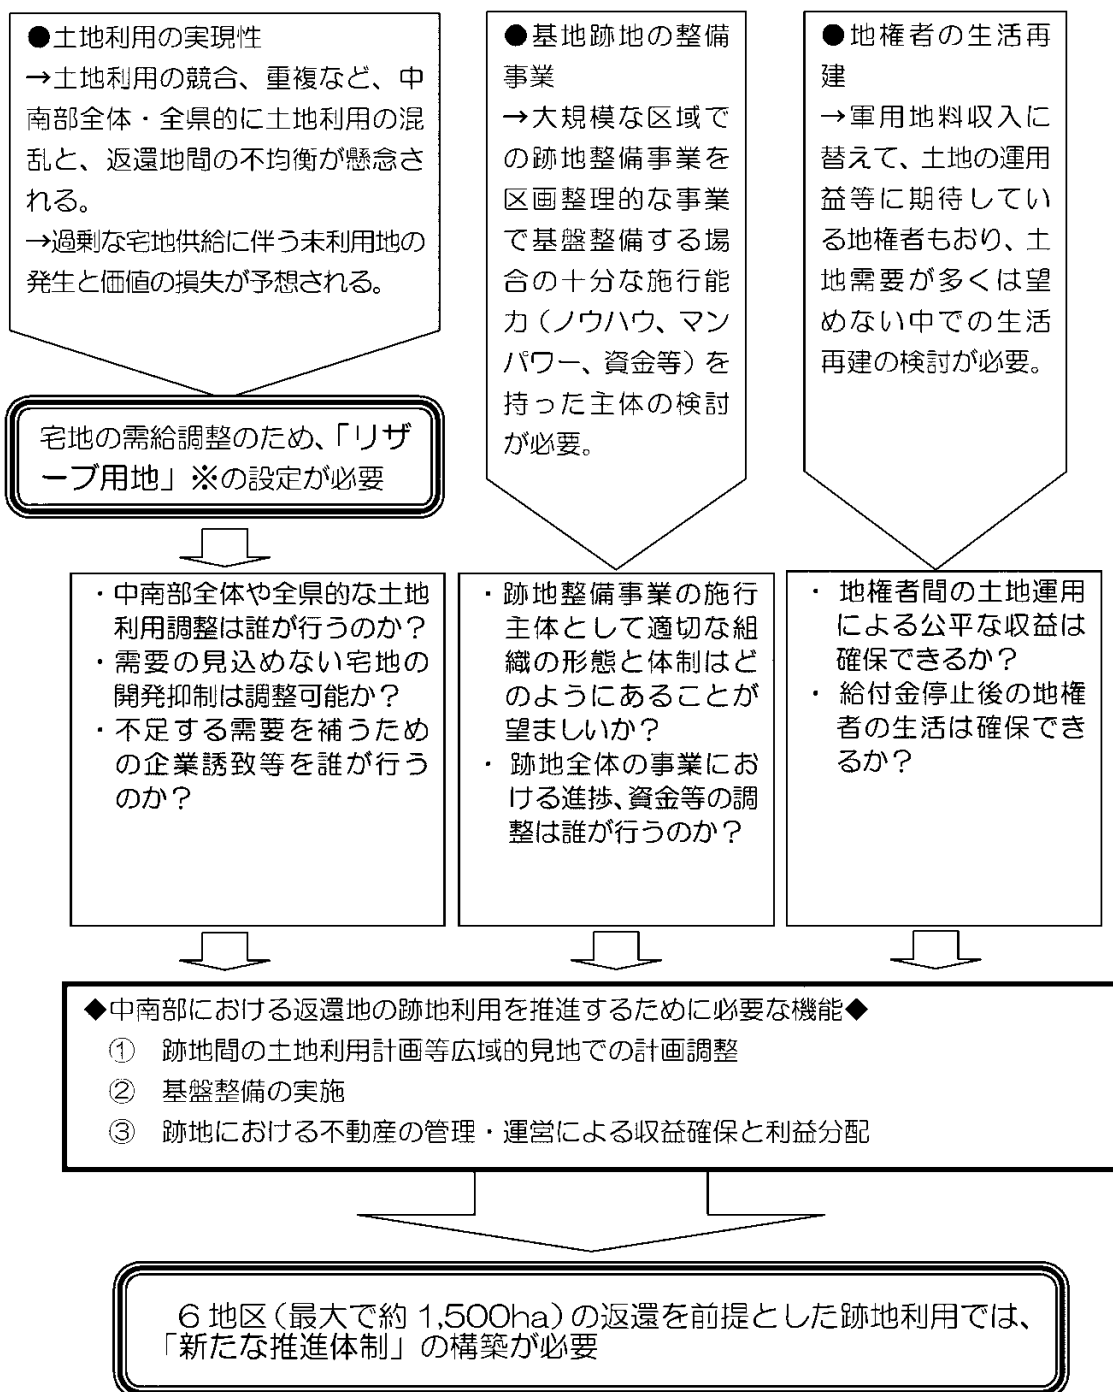 ●土地利用の実現性
→土地利用の競合、重複など、中
南部全体・全県的に土地利用の混
乱と、返還地間の不均衡が懸念さ
れる。
→過剰な宅地供給に伴う未利用地の
発生と価値の損失が予想される。
宅地の需給調整のため、「リザ
ーブ用地」※の設定が必要
・中南部全体や全県的な土地
利用調整は誰が行うのか？
・需要の見込めない宅地の
開発抑制は調整可能か？
・不足する需要を補うため
の企業誘致等を誰が行う
のか？
●基地跡地の整備
事業
→大規模な区域で
の跡地整備事業を
区画整理的な事業
で基盤整備する場
合の十分な施行能
力（ノウハウ、マン
パワー、資金等）を
持った主体の検討
が必要。
・跡地整備事業の施行
主体として適切な組
織の形態と体制はど
のようにあることが
望ましいか？
・跡地全体の事業にお
ける進捗、資金等の調
整は誰が行うのか？
●地権者の生活再
建
→軍用地料収入に
替えて、土地の運用
益等に期待してい
る地権者もおり、土
地需要が多くは望
めない中での生活
再建の検討が必要。
・地権者間の土地運用
による公平な収益は
確保できるか？
・給付金停止後の地権
者の生活は確保でき
るか？
◆中南部における返還地の跡地利用を推進するために必要な機能◆
① 跡地間の土地利用計画等広域的見地での計画調整
② 基盤整備の実施
③ 跡地における不動産の管理・運営による収益確保と利益分配
6地区（最大で約1,500ha）の返還を前提とした跡地利用では、
「新たな推進体制」の構築が必要